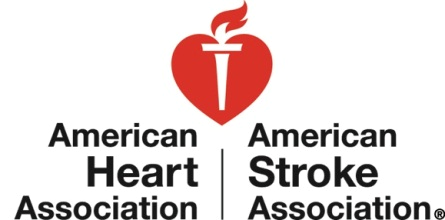 American
Heart
Association
American
Stroke
Association®